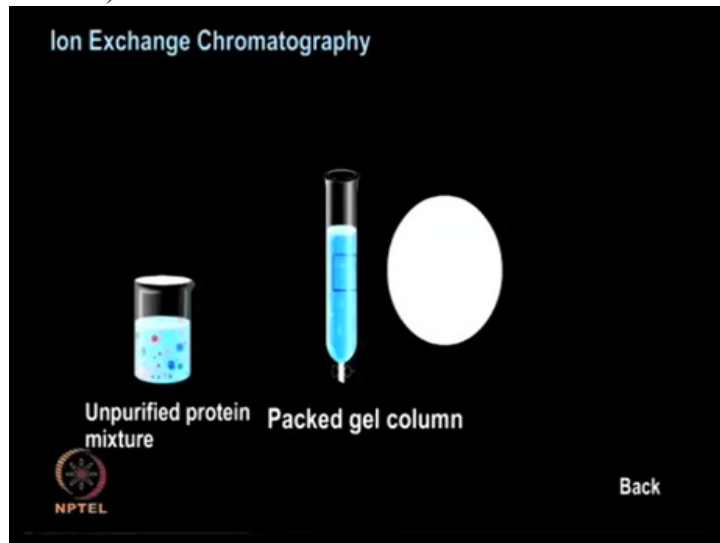 Ion Exchange Chromatography
Unpurified protein
mixture
Packed gel column
NPTEL
Back